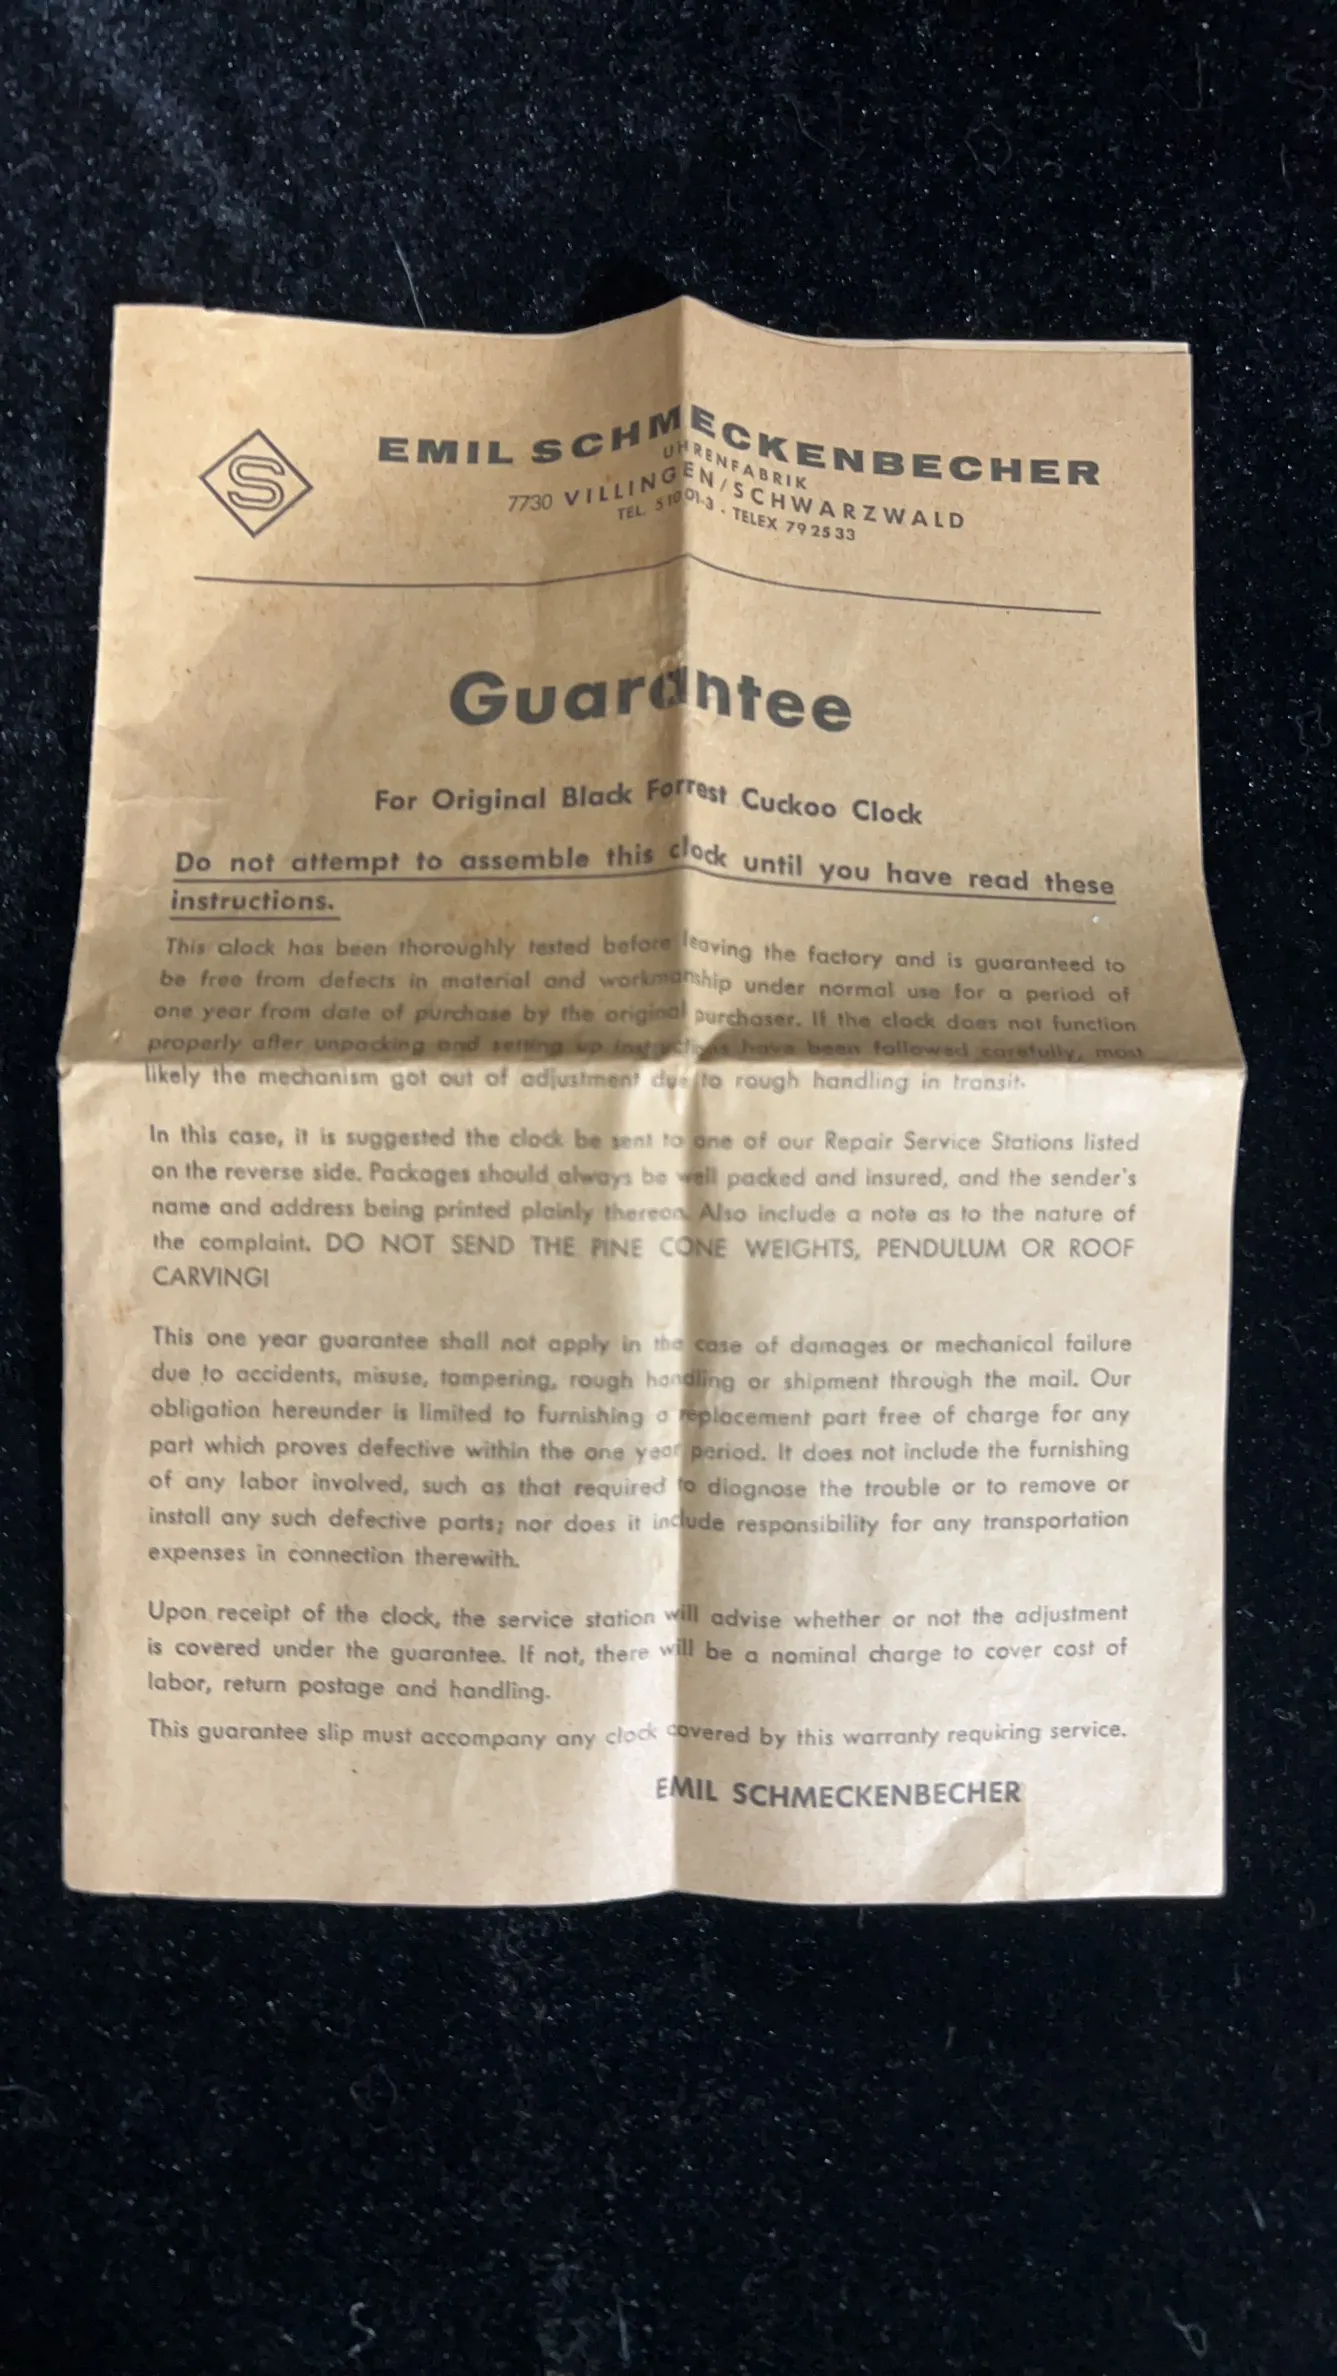 S
EMIL SCHMECKENBECHER
UHRENFABRIK
7730 VILLINGEN/SCHWARZWALD
TEL. 51001-3 . TELEX 792533
Guarantee
For Original Black Forrest Cuckoo Clock
Do not attempt to assemble this clock until you have read these
instructions.
This clock has been thoroughly tested before leaving the factory and is guaranteed to
be free from defects in material and workmanship under normal use for a period of
one year from date of purchase by the original purchaser. If the clock does not function
properly after unpacking and setting up instructions have been followed carefully, most
likely the mechanism got out of adjustment due to rough handling in transit.
In this case, it is suggested the clock be sent to one of our Repair Service Stations listed
on the reverse side. Packages should always be well packed and insured, and the sender's
name and address being printed plainly thereon. Also include a note as to the nature of
the complaint. DO NOT SEND THE PINE CONE WEIGHTS, PENDULUM OR ROOF
CARVING!
This one year guarantee shall not apply in the case of damages or mechanical failure
due to accidents, misuse, tampering, rough handling or shipment through the mail. Our
obligation hereunder is limited to furnishing a replacement part free of charge for any
part which proves defective within the one year period. It does not include the furnishing
of any labor involved, such as that required to diagnose the trouble or to remove or
install any such defective parts; nor does it include responsibility for any transportation
expenses in connection therewith.
Upon receipt of the clock, the service station will advise whether or not the adjustment
is covered under the guarantee. If not, there will be a nominal charge to cover cost of
labor, return postage and handling.
This guarantee slip must accompany any clock covered by this warranty requiring service.
EMIL SCHMECKENBECHER